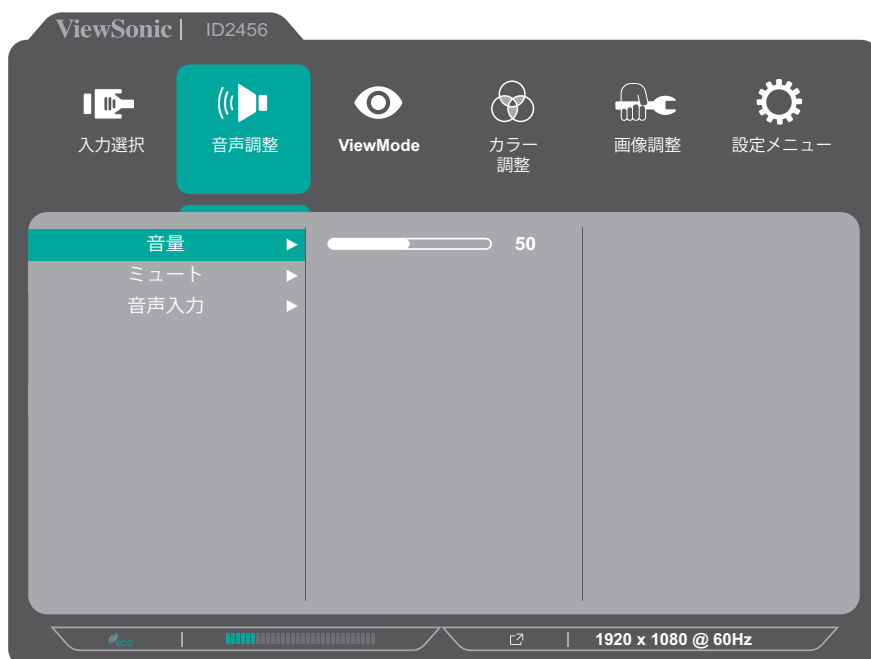 ViewSonic | ID2456
入力選択
音声調整
ViewMode
カラー
調整
画像調整
設定メニュー
音量
50
ミュート
音声入力
eco
1920 x 1080 @ 60Hz